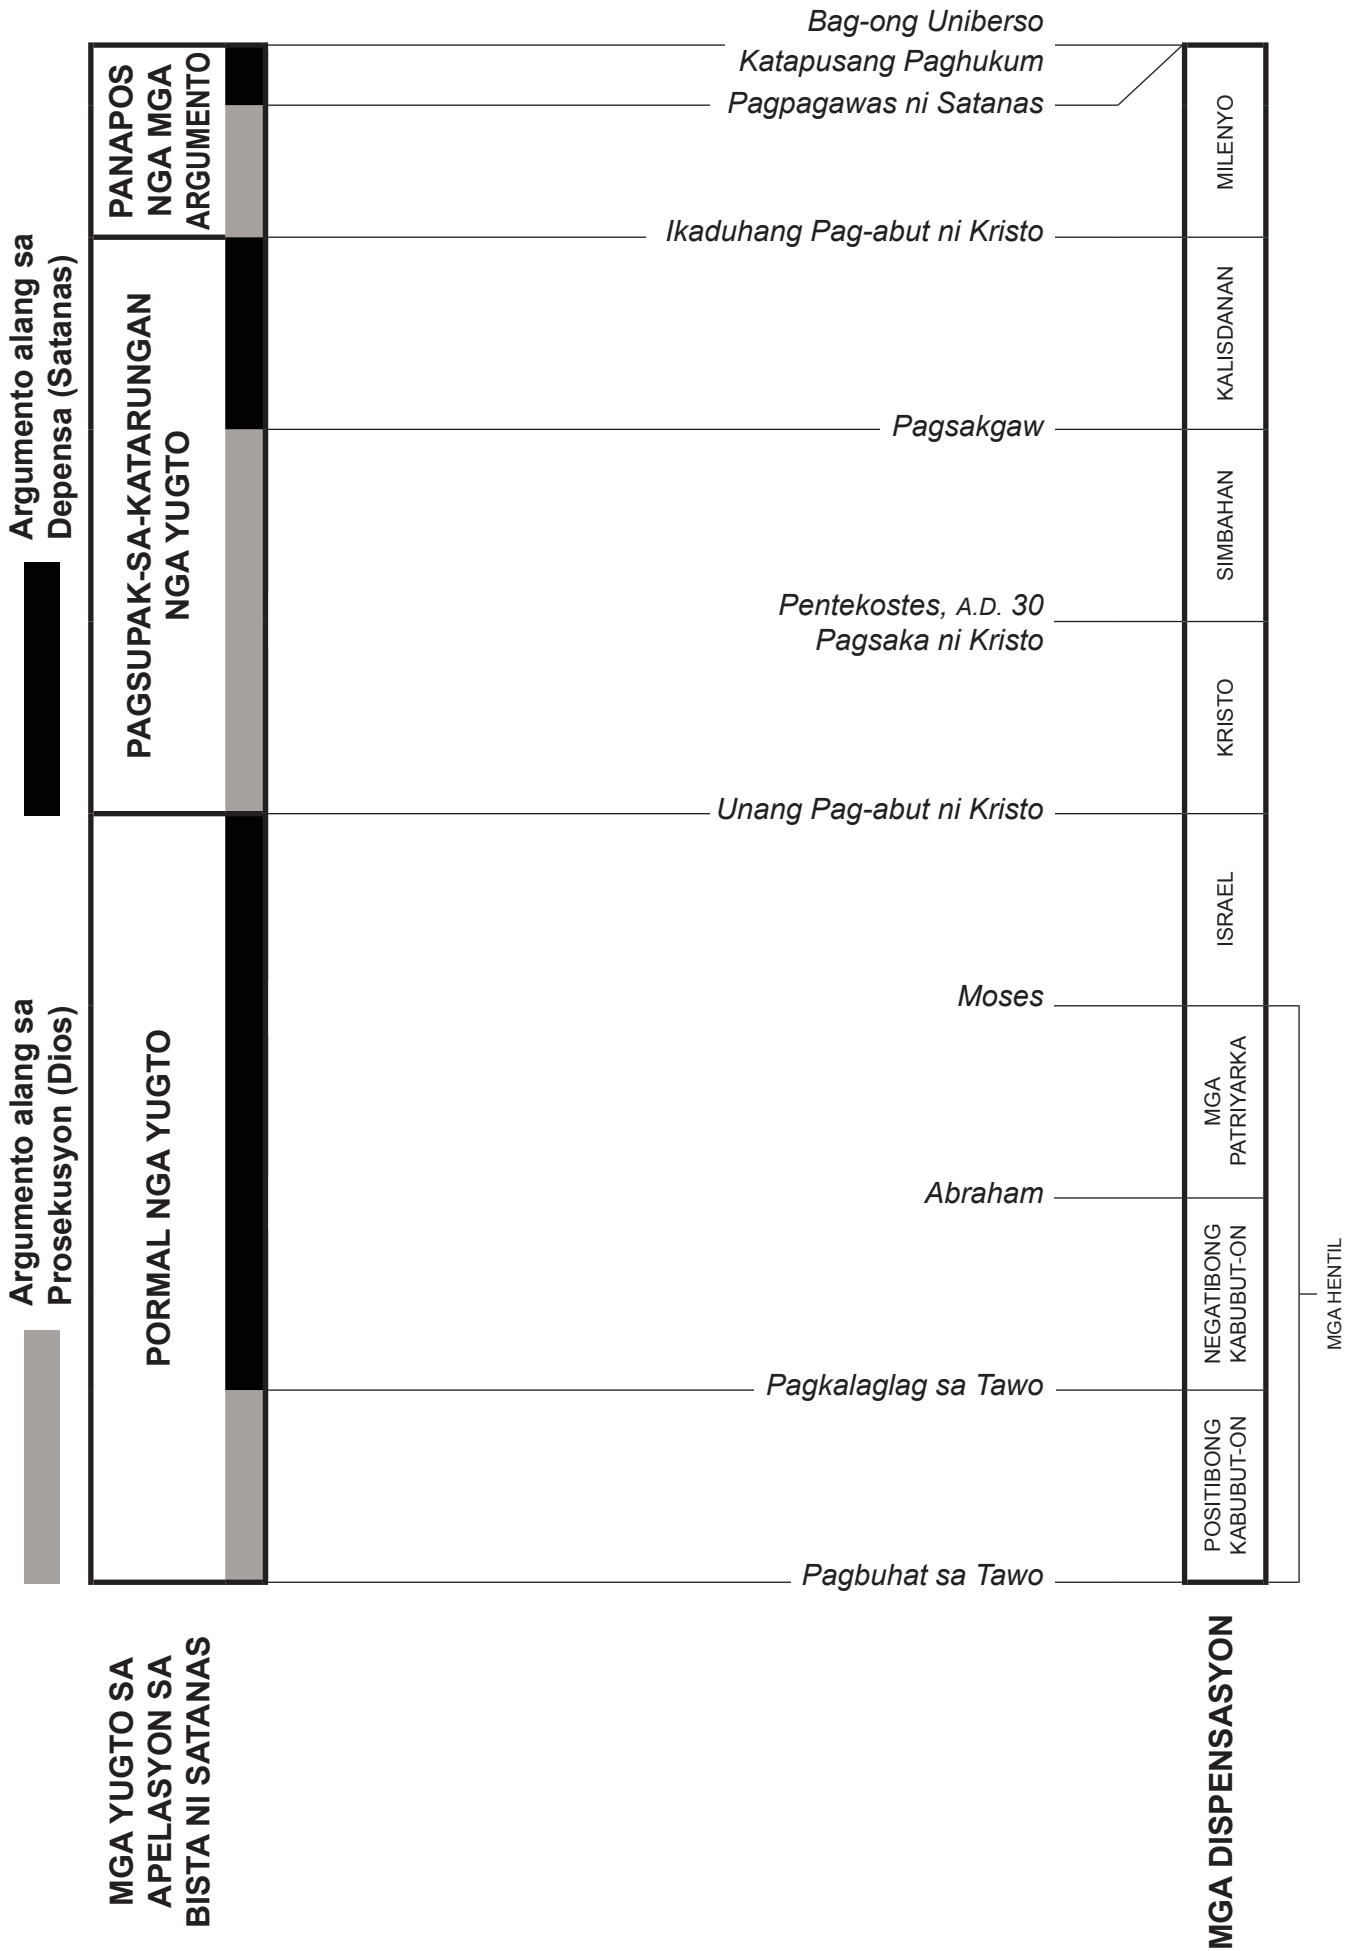 Argumento alang sa
Prosekusyon (Dios)
Argumento alang sa
Depensa (Satanas)
MGA YUGTO SA
APELASYON SA
BISTA NI SATANAS
PORMAL NGA YUGTO
PAGSUPAK-SA-KATARUNGAN
NGA YUGTO
PANAPOS
NGA MGA
ARGUMENTO
Bag-ong Uniberso
Katapusang Paghukum
Pagpagawas ni Satanas
Ikaduhang Pag-abut ni Kristo
Pagsakgaw
Pentekostes, A.D. 30
Pagsaka ni Kristo
Unang Pag-abut ni Kristo
Moses
Abraham
Pagkalaglag sa Tawo
Pagbuhat sa Tawo
MGA DISPENSASYON
POSITIBONG
KABUBUT-ON
NEGATIBONG
KABUBUT-ON
MGA
PATRIYARKA
ISRAEL
KRISTO
SIMBAHAN
KALISDANAN
MILENYO
MGA HENTIL